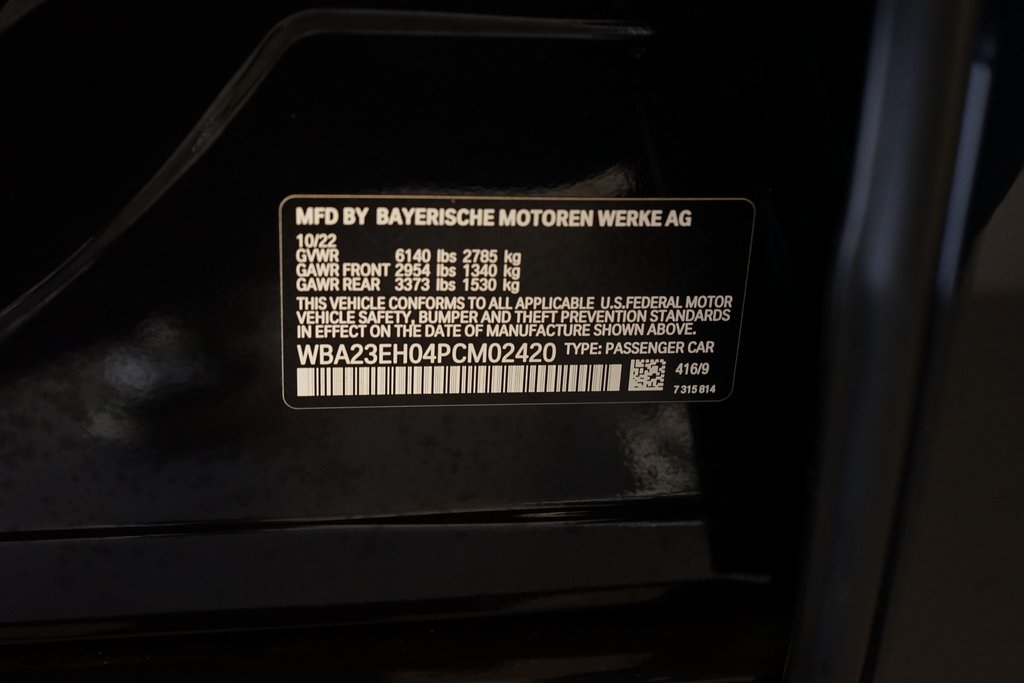 MFD BY BAYERISCHE MOTOREN WERKE AG
10/22
GVWR 6140 lbs 2785 kg
GAWR FRONT 2954 lbs 1340 kg
GAWR REAR 3373 lbs 1530 kg
THIS VEHICLE CONFORMS TO ALL APPLICABLE U.S.FEDERAL MOTOR
VEHICLE SAFETY, BUMPER AND THEFT PREVENTION STANDARDS
IN EFFECT ON THE DATE OF MANUFACTURE SHOWN ABOVE.
WBA23EH04PCM02420 TYPE: PASSENGER CAR
416/9
7 315 814